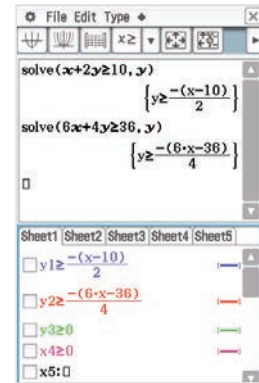 File Edit Type
solve(x+2y≥10,y)
{y≥-(x-10)/2}
solve(6x+4y≥36,y)
{y≥-(6·x-36)/4}
Sheet1 Sheet2 Sheet3 Sheet4 Sheet5
y1≥-(x-10)/2
y2≥-(6·x-36)/4
y3≥0
x4≥0
x5: